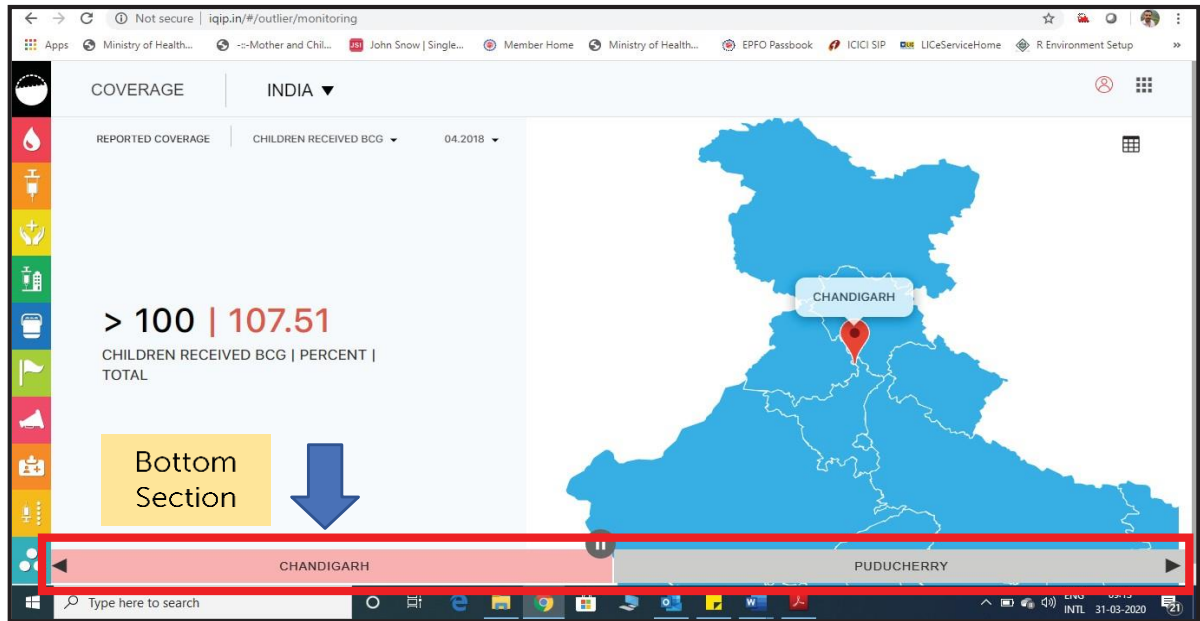 Not secure | iqip.in/#/outlier/monitoring
Apps Ministry of Health... -::-Mother and Chil... JSI John Snow | Single... Member Home Ministry of Health... EPFO Passbook ICICI SIP LICeServiceHome R Environment Setup »
COVERAGE INDIA ▼
REPORTED COVERAGE CHILDREN RECEIVED BCG 04.2018
CHANDIGARH
> 100 | 107.51
CHILDREN RECEIVED BCG | PERCENT |
TOTAL
Bottom
Section
CHANDIGARH PUDUCHERRY
Type here to search
ENG
INTL 31-03-2020 21